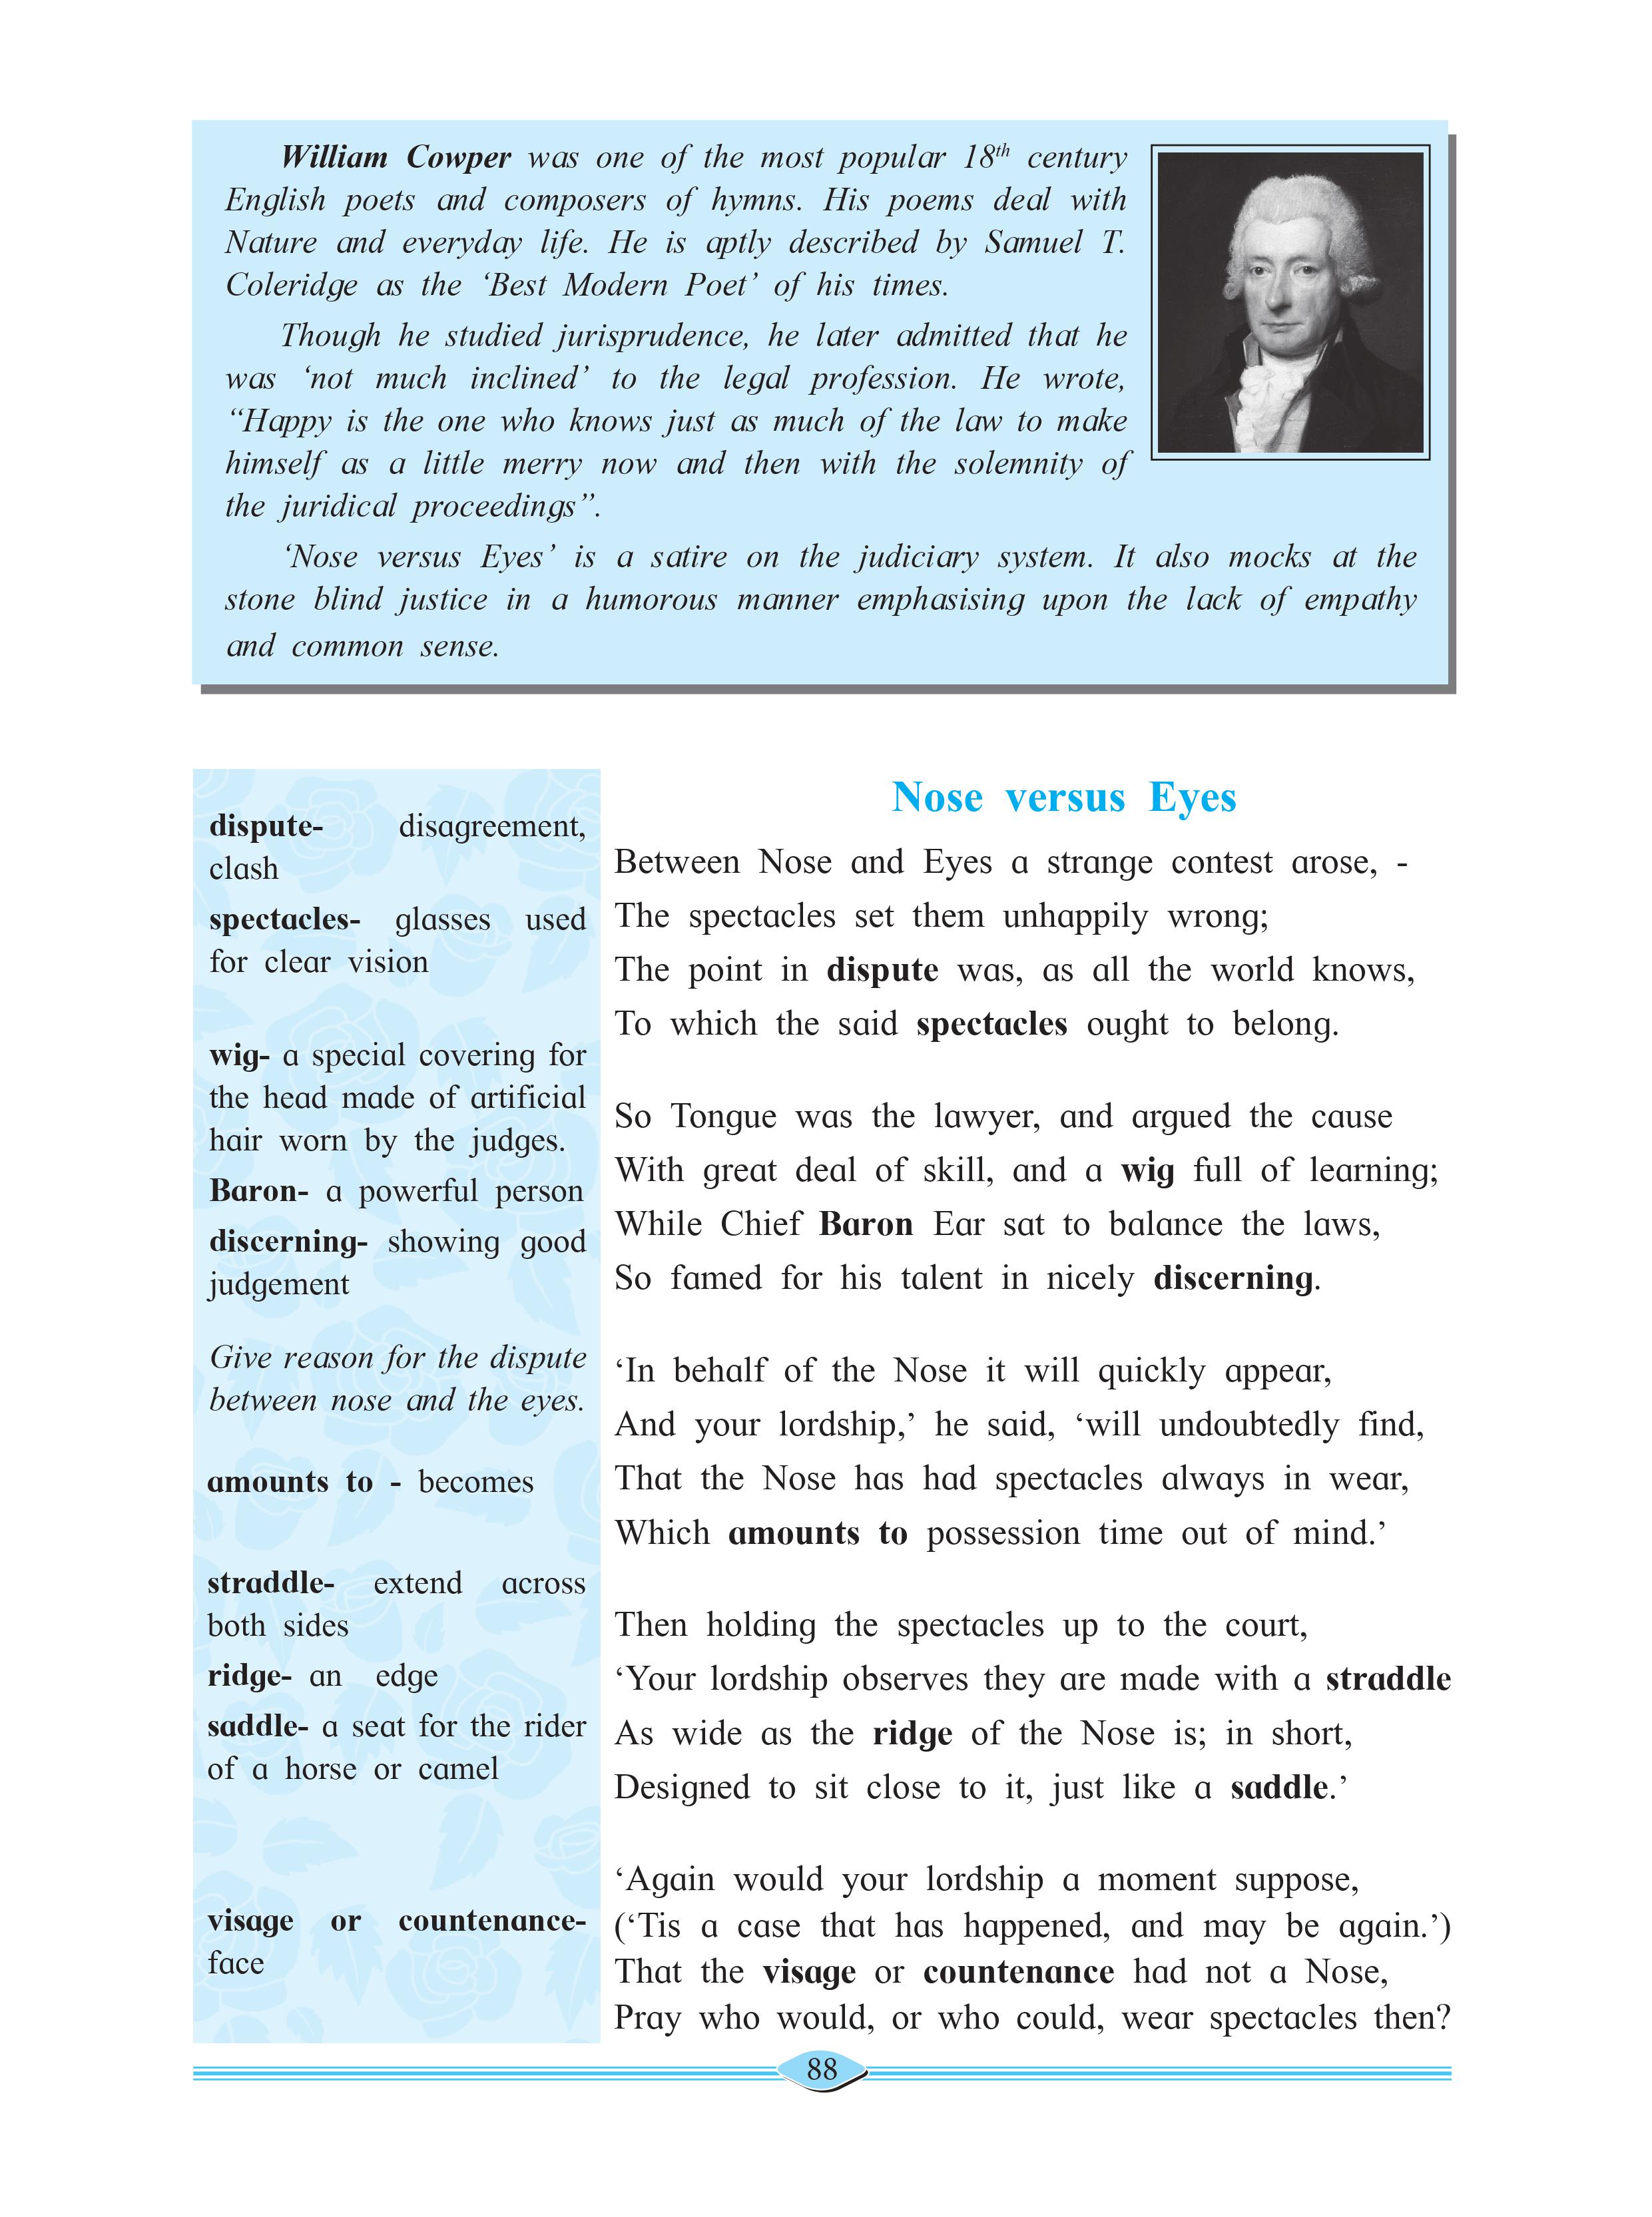 William Cowper was one of the most popular 18th century
English poets and composers of hymns. His poems deal with
Nature and everyday life. He is aptly described by Samuel T.
Coleridge as the ‘Best Modern Poet’ of his times.
Though he studied jurisprudence, he later admitted that he
was ‘not much inclined’ to the legal profession. He wrote,
“Happy is the one who knows just as much of the law to make
himself as a little merry now and then with the solemnity of
the juridical proceedings”.
‘Nose versus Eyes’ is a satire on the judiciary system. It also mocks at the
stone blind justice in a humorous manner emphasising upon the lack of empathy
and common sense.
dispute- disagreement,
clash
spectacles- glasses used
for clear vision
wig- a special covering for
the head made of artificial
hair worn by the judges.
Baron- a powerful person
discerning- showing good
judgement
Give reason for the dispute
between nose and the eyes.
amounts to - becomes
straddle- extend across
both sides
ridge- an edge
saddle- a seat for the rider
of a horse or camel
visage or countenance-
face
Nose versus Eyes
Between Nose and Eyes a strange contest arose, -
The spectacles set them unhappily wrong;
The point in dispute was, as all the world knows,
To which the said spectacles ought to belong.
So Tongue was the lawyer, and argued the cause
With great deal of skill, and a wig full of learning;
While Chief Baron Ear sat to balance the laws,
So famed for his talent in nicely discerning.
‘In behalf of the Nose it will quickly appear,
And your lordship,’ he said, ‘will undoubtedly find,
That the Nose has had spectacles always in wear,
Which amounts to possession time out of mind.’
Then holding the spectacles up to the court,
‘Your lordship observes they are made with a straddle
As wide as the ridge of the Nose is; in short,
Designed to sit close to it, just like a saddle.’
‘Again would your lordship a moment suppose,
(‘Tis a case that has happened, and may be again.’)
That the visage or countenance had not a Nose,
Pray who would, or who could, wear spectacles then?
88